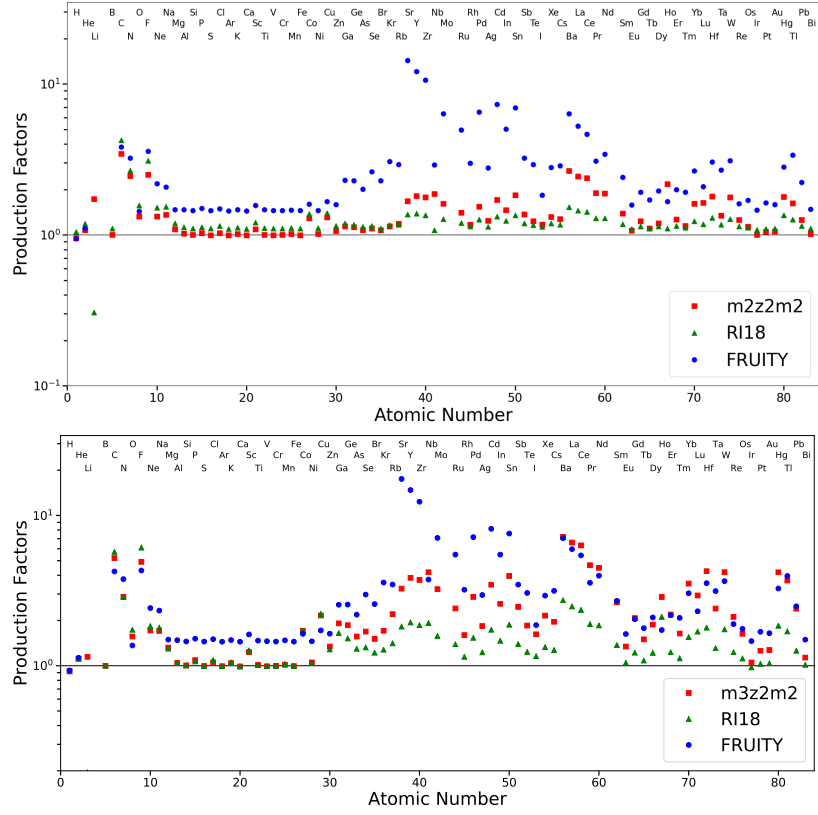 H B O Na Si Cl Ca V Fe Cu Ge Br Sr Nb Rh Cd Sb Xe La Nd Gd Ho Yb Ta Os Au Pb
He C F Mg P Ar Sc Cr Co Zn As Kr Y Mo Pd In Te Cs Ce Sm Tb Er Lu W Ir Hg Bi
Li N Ne Al S K Ti Mn Ni Ga Se Rb Zr Ru Ag Sn I Ba Pr Eu Dy Tm Hf Re Pt Tl
10¹
10⁰
10⁻¹
Production Factors
m2z2m2
RI18
FRUITY
0 10 20 30 40 50 60 70 80
Atomic Number
H B O Na Si Cl Ca V Fe Cu Ge Br Sr Nb Rh Cd Sb Xe La Nd Gd Ho Yb Ta Os Au Pb
He C F Mg P Ar Sc Cr Co Zn As Kr Y Mo Pd In Te Cs Ce Sm Tb Er Lu W Ir Hg Bi
Li N Ne Al S K Ti Mn Ni Ga Se Rb Zr Ru Ag Sn I Ba Pr Eu Dy Tm Hf Re Pt Tl
10¹
10⁰
Production Factors
m3z2m2
RI18
FRUITY
0 10 20 30 40 50 60 70 80
Atomic Number